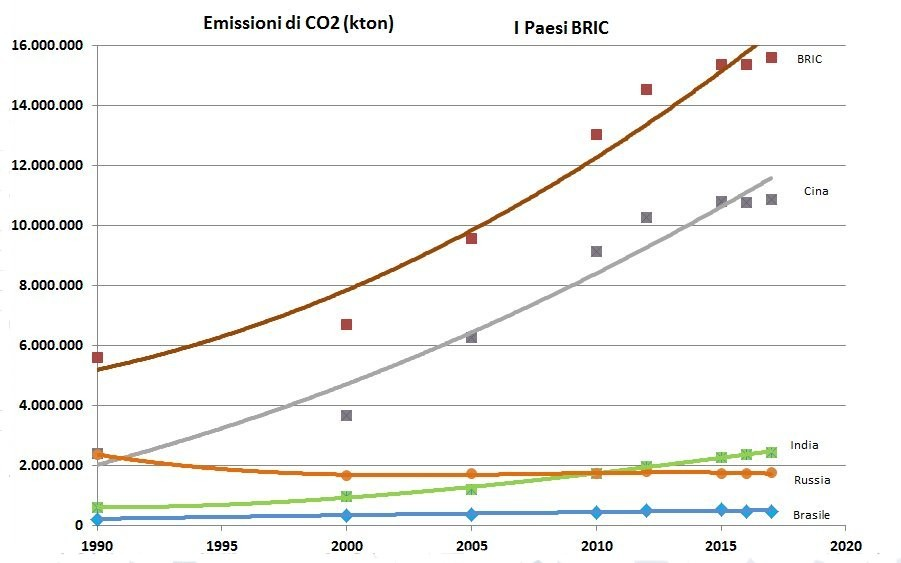 Emissioni di CO2 (kton)
I Paesi BRIC
16.000.000
14.000.000
12.000.000
10.000.000
8.000.000
6.000.000
4.000.000
2.000.000
0
BRIC
Cina
India
Russia
Brasile
1990 1995 2000 2005 2010 2015 2020